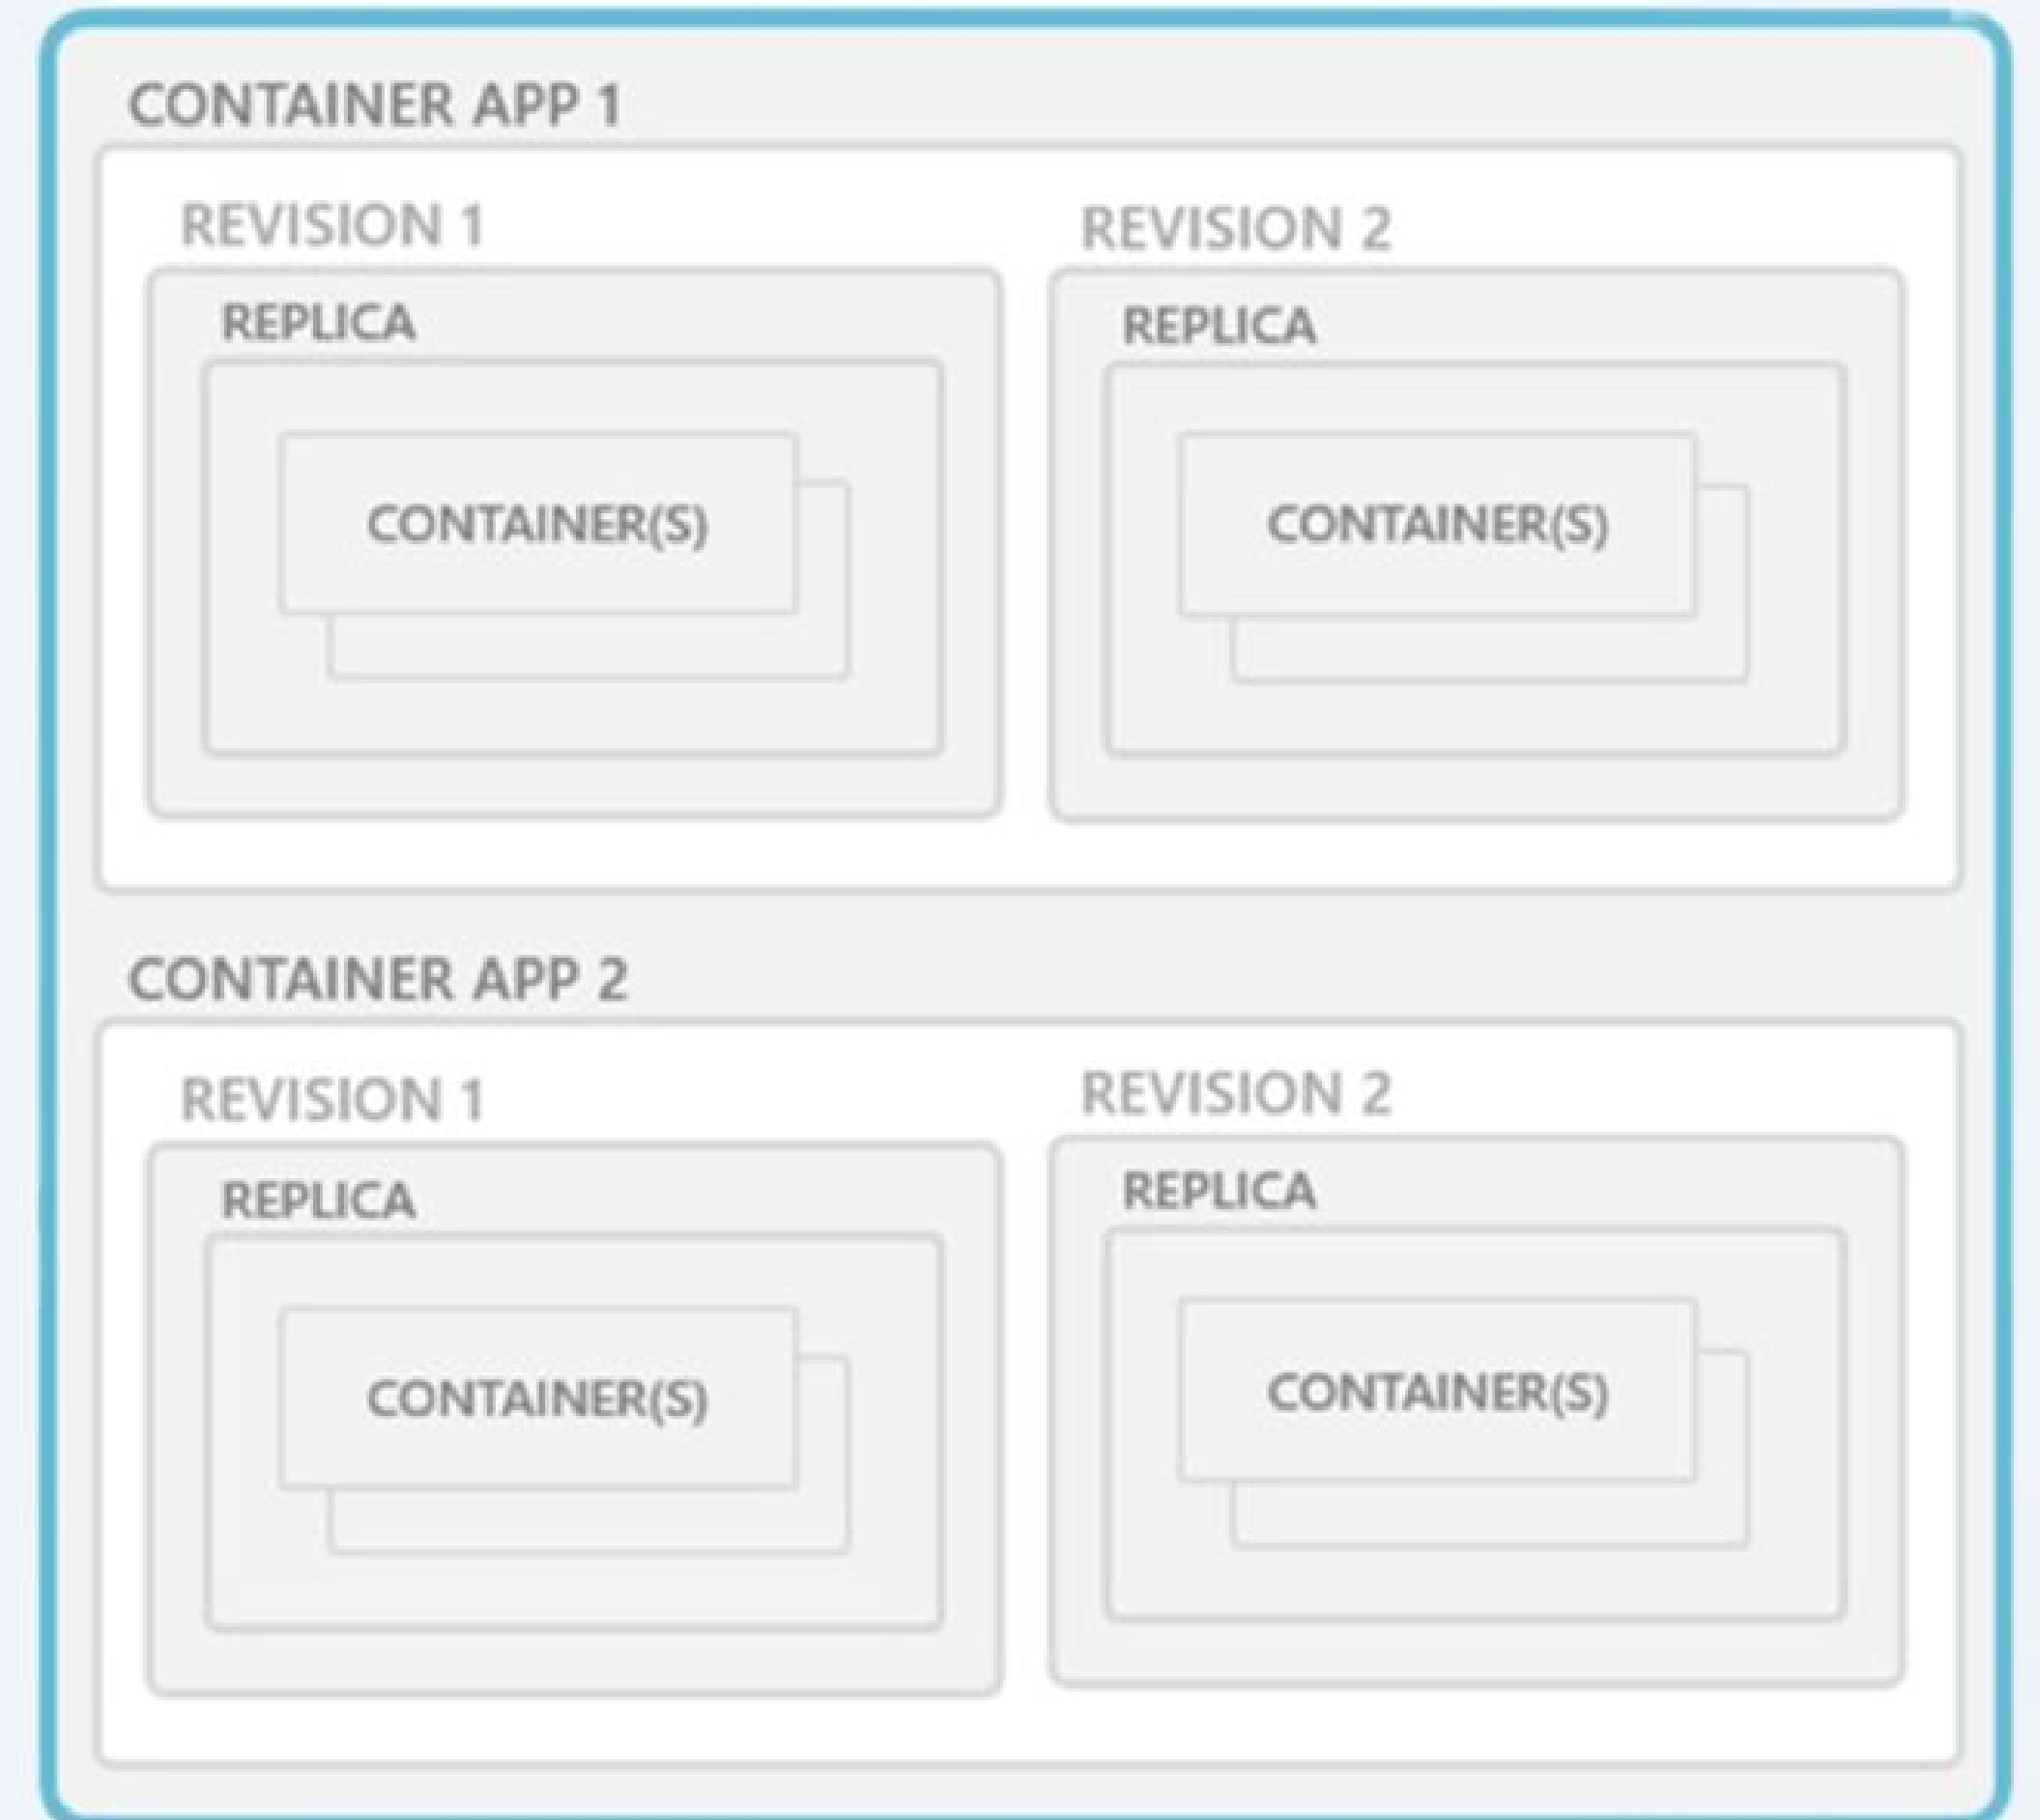 CONTAINER APP 1
REVISION 1
REPLICA
CONTAINER(S)
REVISION 2
REPLICA
CONTAINER(S)
CONTAINER APP 2
REVISION 1
REPLICA
CONTAINER(S)
REVISION 2
REPLICA
CONTAINER(S)